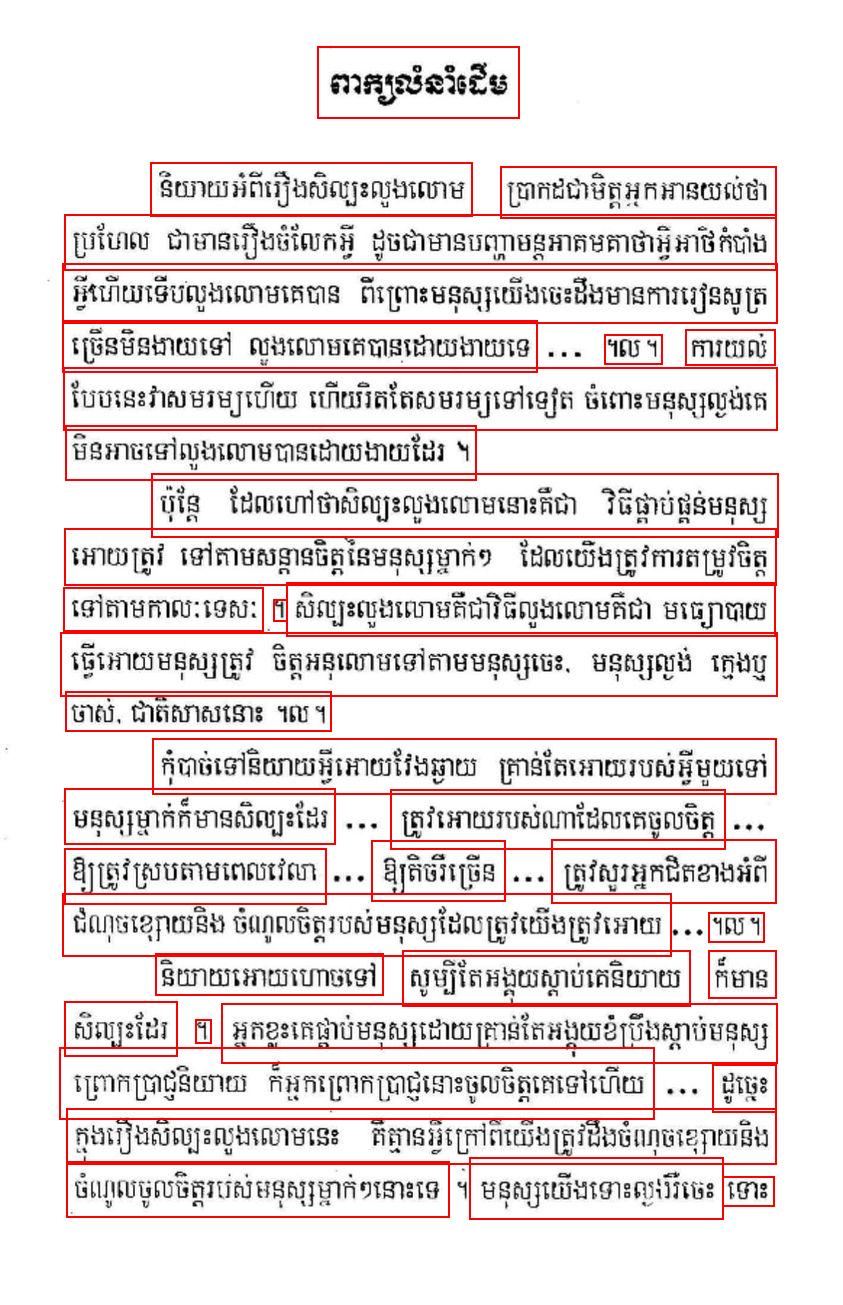 ពាក្យលំនាំដើម
និយាយអំពីរឿងសិល្បះលួងលោម ប្រាកដជាមិត្តអ្នកអានយល់ថា
ប្រហែល ជាមានរឿងចំលែកអ្វី ដូចជាមានបញ្ហាមន្តអាគមគាថាអ្វីអាថ៌កំបាំង
អ្វីហើយទើបលួងលោមគេបាន ពីព្រោះមនុស្សយើងចេះដឹងមានការរៀនសូត្រ
ច្រើនមិនងាយទៅ លួងលោមគេបានដោយងាយទេ ... ។ល។ ការយល់
បែបនេះវាសមរម្យហើយ ហើយរិតតែសមរម្យទៅទៀត ចំពោះមនុស្សល្ងង់គេ
មិនអាចទៅលួងលោមបានដោយងាយដែរ ។
ប៉ុន្តែ ដែលហៅថាសិល្បះលួងលោមនោះគឺជា វិធីផ្គាប់ផ្គន់មនុស្ស
អោយត្រូវ ទៅតាមសន្តានចិត្តនៃមនុស្សម្នាក់ៗ ដែលយើងត្រូវការតម្រូវចិត្ត
ទៅតាមកាលៈទេសៈ ។ សិល្បះលួងលោមគឺជាវិធីលួងលោមគឺជា មធ្យោបាយ
ធ្វើអោយមនុស្សត្រូវ ចិត្តអនុលោមទៅតាមមនុស្សចេះ. មនុស្សល្ងង់ ក្មេងឬ
ចាស់. ជាតិសាសនោះ ។ល។
កុំបាច់ទៅនិយាយអ្វីអោយវែងឆ្ងាយ គ្រាន់តែអោយរបស់អ្វីមួយទៅ
មនុស្សម្នាក់ក៏មានសិល្បះដែរ ... ត្រូវអោយរបស់ណាដែលគេចូលចិត្ត ...
ឱ្យត្រូវស្របតាមពេលវេលា ... ឱ្យតិចរឺច្រើន ... ត្រូវសួរអ្នកជិតខាងអំពី
ជំណុចខ្សោយនិង ចំណូលចិត្តរបស់មនុស្សដែលត្រូវយើងត្រូវអោយ ... ។ល។
និយាយអោយហោចទៅ សូម្បីតែអង្គុយស្តាប់គេនិយាយ ក៏មាន
សិល្បះដែរ ។ អ្នកខ្លះគេផ្គាប់មនុស្សដោយគ្រាន់តែអង្គុយខំប្រឹងស្តាប់មនុស្ស
ព្រោកប្រាជ្ញនិយាយ ក៏អ្នកព្រោកប្រាជ្ញនោះចូលចិត្តគេទៅហើយ ... ដូច្នេះ
ក្នុងរឿងសិល្បះលួងលោមនេះ គឺគ្មានអ្វីក្រៅពីយើងត្រូវដឹងចំណុចខ្សោយនិង
ចំណូលចូលចិត្តរបស់មនុស្សម្នាក់ៗនោះទេ ។ មនុស្សយើងទោះល្ងង់រឺចេះ ទោះ